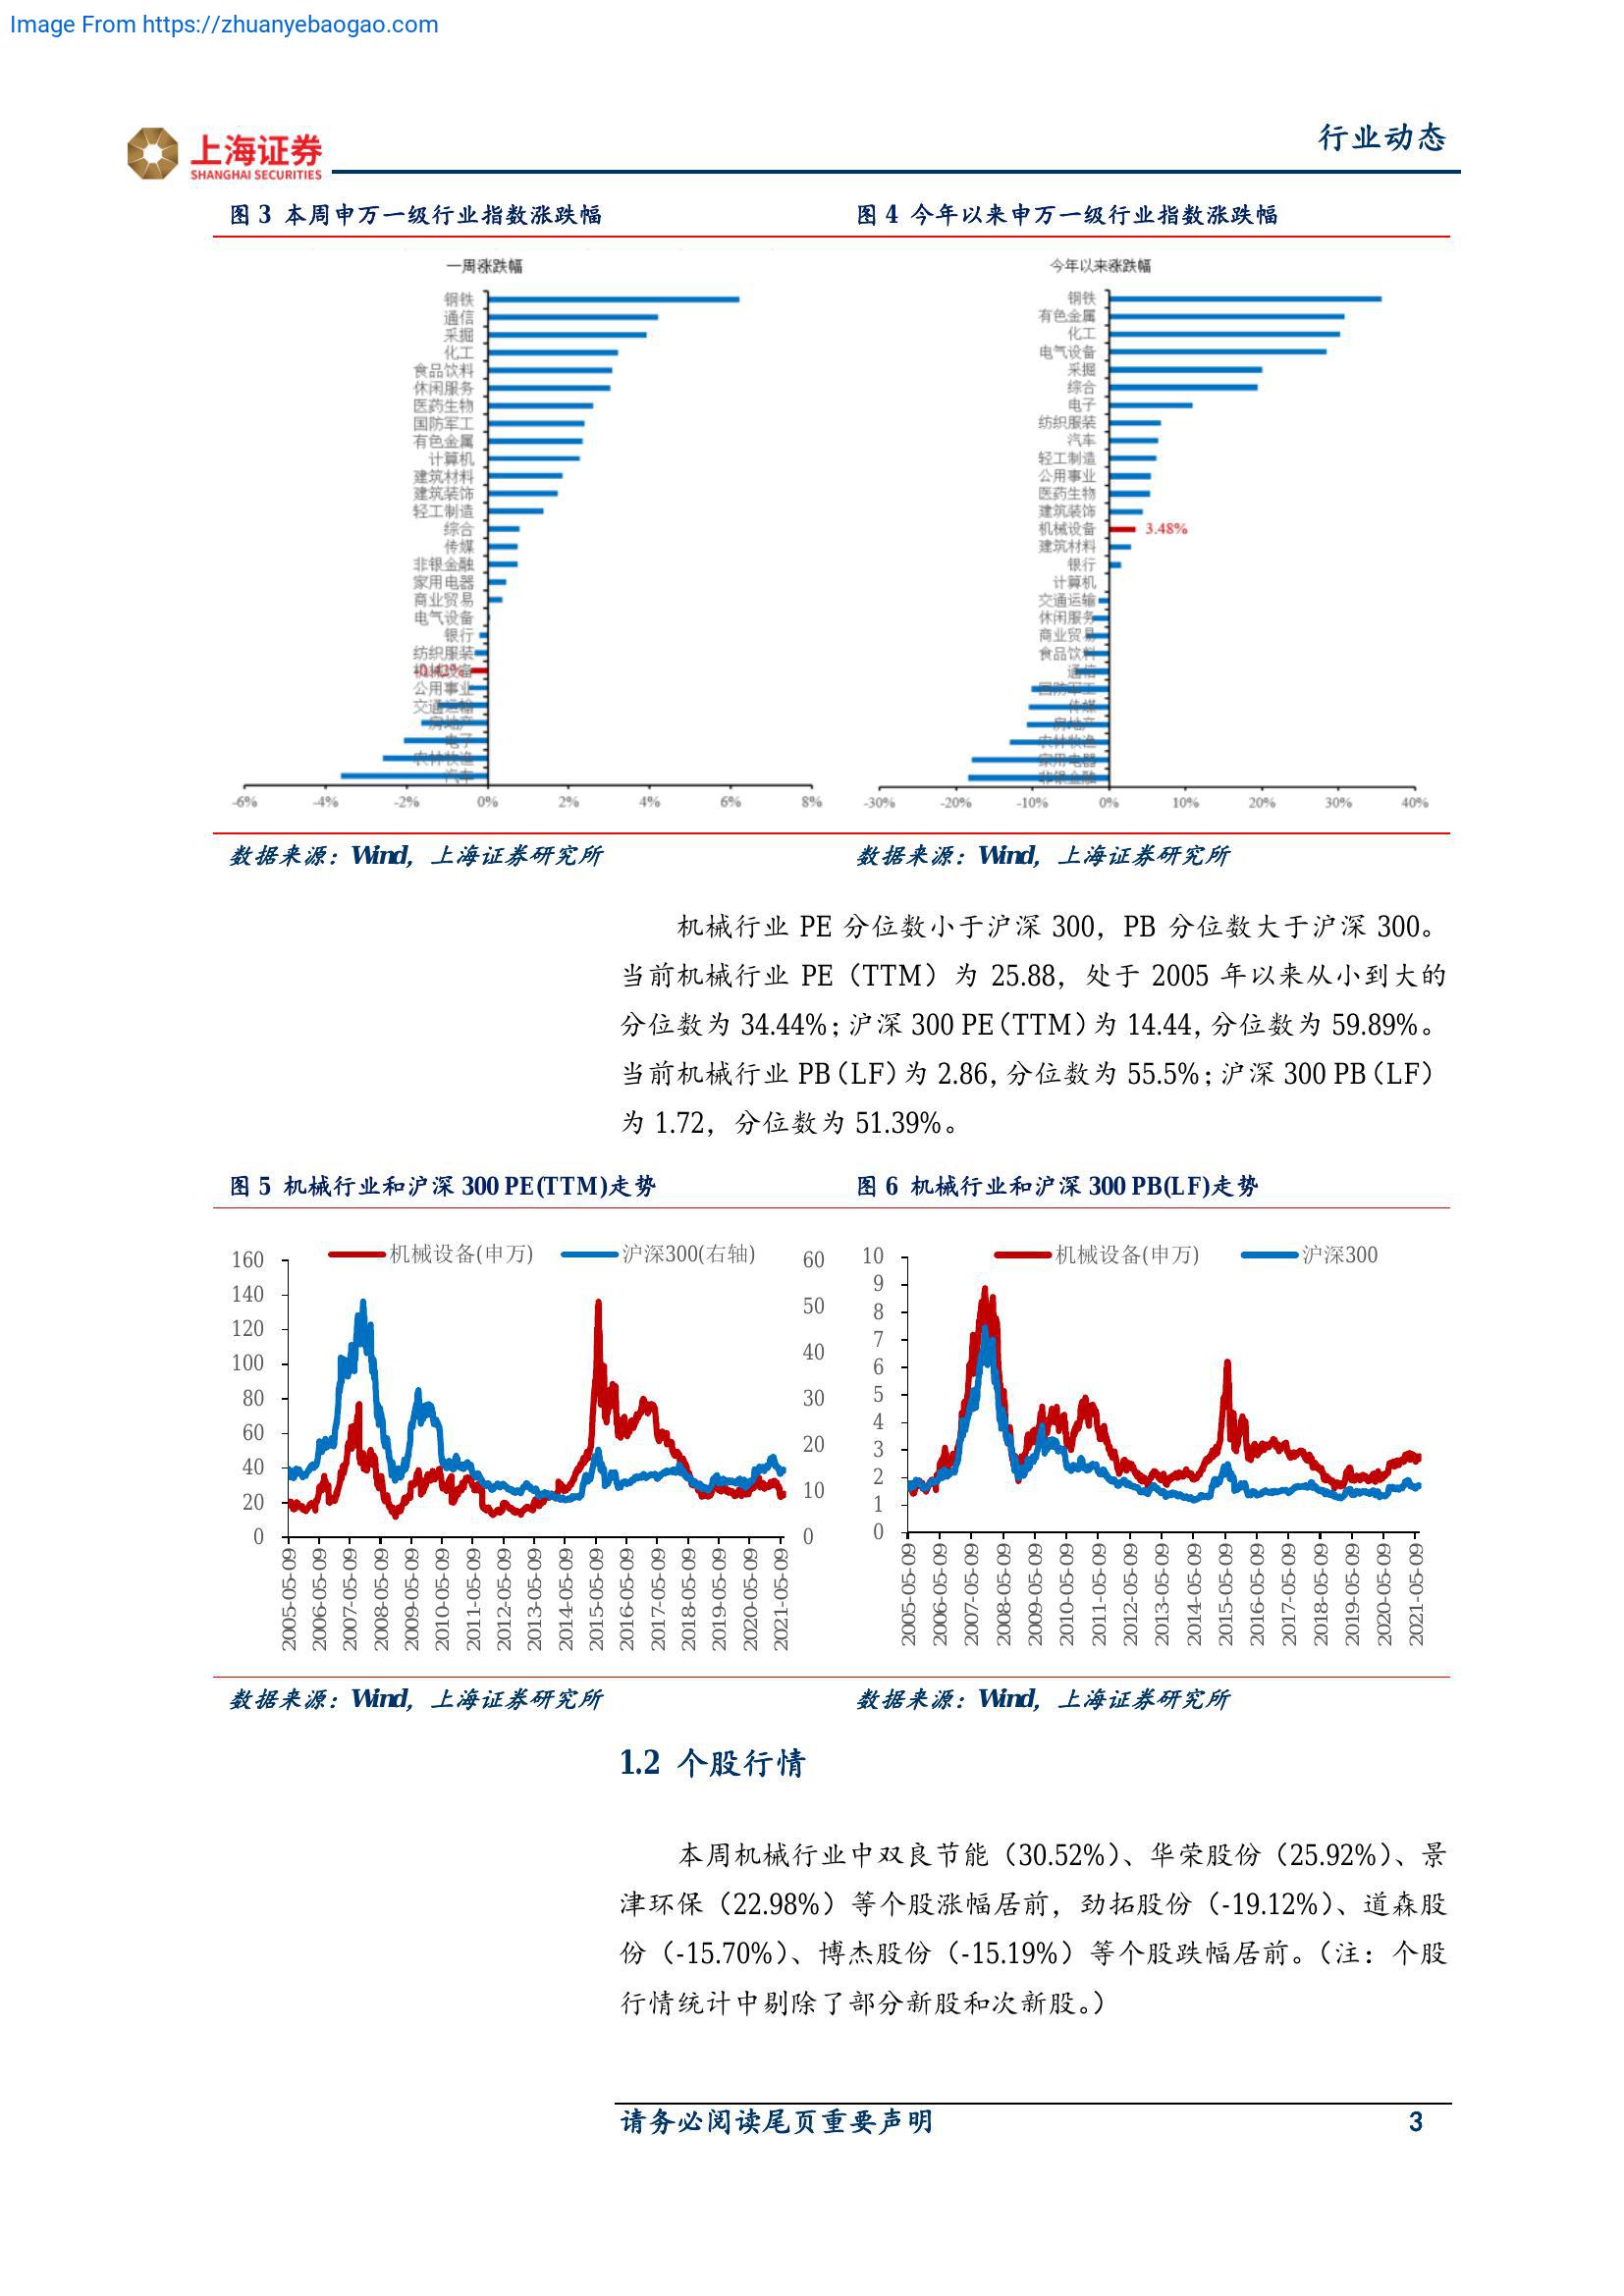 Image From https://zhuanyebaogao.com
上海证券
SHANGHAI SECURITIES
行业动态
图 3 本周申万一级行业指数涨跌幅
一周涨跌幅
钢铁
通信
采掘
化工
食品饮料
休闲服务
医药生物
国防军工
有色金属
计算机
建筑材料
建筑装饰
轻工制造
综合
传媒
非银金融
家用电器
商业贸易
电气设备
银行
纺织服装
机械设备
公用事业
交通运输
房地产
电子
农林牧渔
汽车
-6% -4% -2% 0% 2% 4% 6% 8%
图 4 今年以来申万一级行业指数涨跌幅
今年以来涨跌幅
钢铁
有色金属
化工
电气设备
采掘
综合
电子
纺织服装
汽车
轻工制造
公用事业
医药生物
建筑装饰
机械设备 3.48%
建筑材料
银行
计算机
交通运输
休闲服务
商业贸易
食品饮料
通信
国防军工
传媒
房地产
农林牧渔
家用电器
非银金融
-30% -20% -10% 0% 10% 20% 30% 40%
数据来源：Wind，上海证券研究所
数据来源：Wind，上海证券研究所
机械行业 PE 分位数小于沪深 300，PB 分位数大于沪深 300。
当前机械行业 PE（TTM）为 25.88，处于 2005 年以来从小到大的
分位数为 34.44%；沪深 300 PE（TTM）为 14.44，分位数为 59.89%。
当前机械行业 PB（LF）为 2.86，分位数为 55.5%；沪深 300 PB（LF）
为 1.72，分位数为 51.39%。
图 5 机械行业和沪深 300 PE(TTM)走势
机械设备(申万) 沪深300(右轴)
160
140
120
100
80
60
40
20
0
60
50
40
30
20
10
0
2005-05-09
2006-05-09
2007-05-09
2008-05-09
2009-05-09
2010-05-09
2011-05-09
2012-05-09
2013-05-09
2014-05-09
2015-05-09
2016-05-09
2017-05-09
2018-05-09
2019-05-09
2020-05-09
2021-05-09
图 6 机械行业和沪深 300 PB(LF)走势
机械设备(申万) 沪深300
10
9
8
7
6
5
4
3
2
1
0
2005-05-09
2006-05-09
2007-05-09
2008-05-09
2009-05-09
2010-05-09
2011-05-09
2012-05-09
2013-05-09
2014-05-09
2015-05-09
2016-05-09
2017-05-09
2018-05-09
2019-05-09
2020-05-09
2021-05-09
数据来源：Wind，上海证券研究所
数据来源：Wind，上海证券研究所
1.2 个股行情
本周机械行业中双良节能（30.52%）、华荣股份（25.92%）、景
津环保（22.98%）等个股涨幅居前，劲拓股份（-19.12%）、道森股
份（-15.70%）、博杰股份（-15.19%）等个股跌幅居前。（注：个股
行情统计中剔除了部分新股和次新股。）
请务必阅读尾页重要声明
3